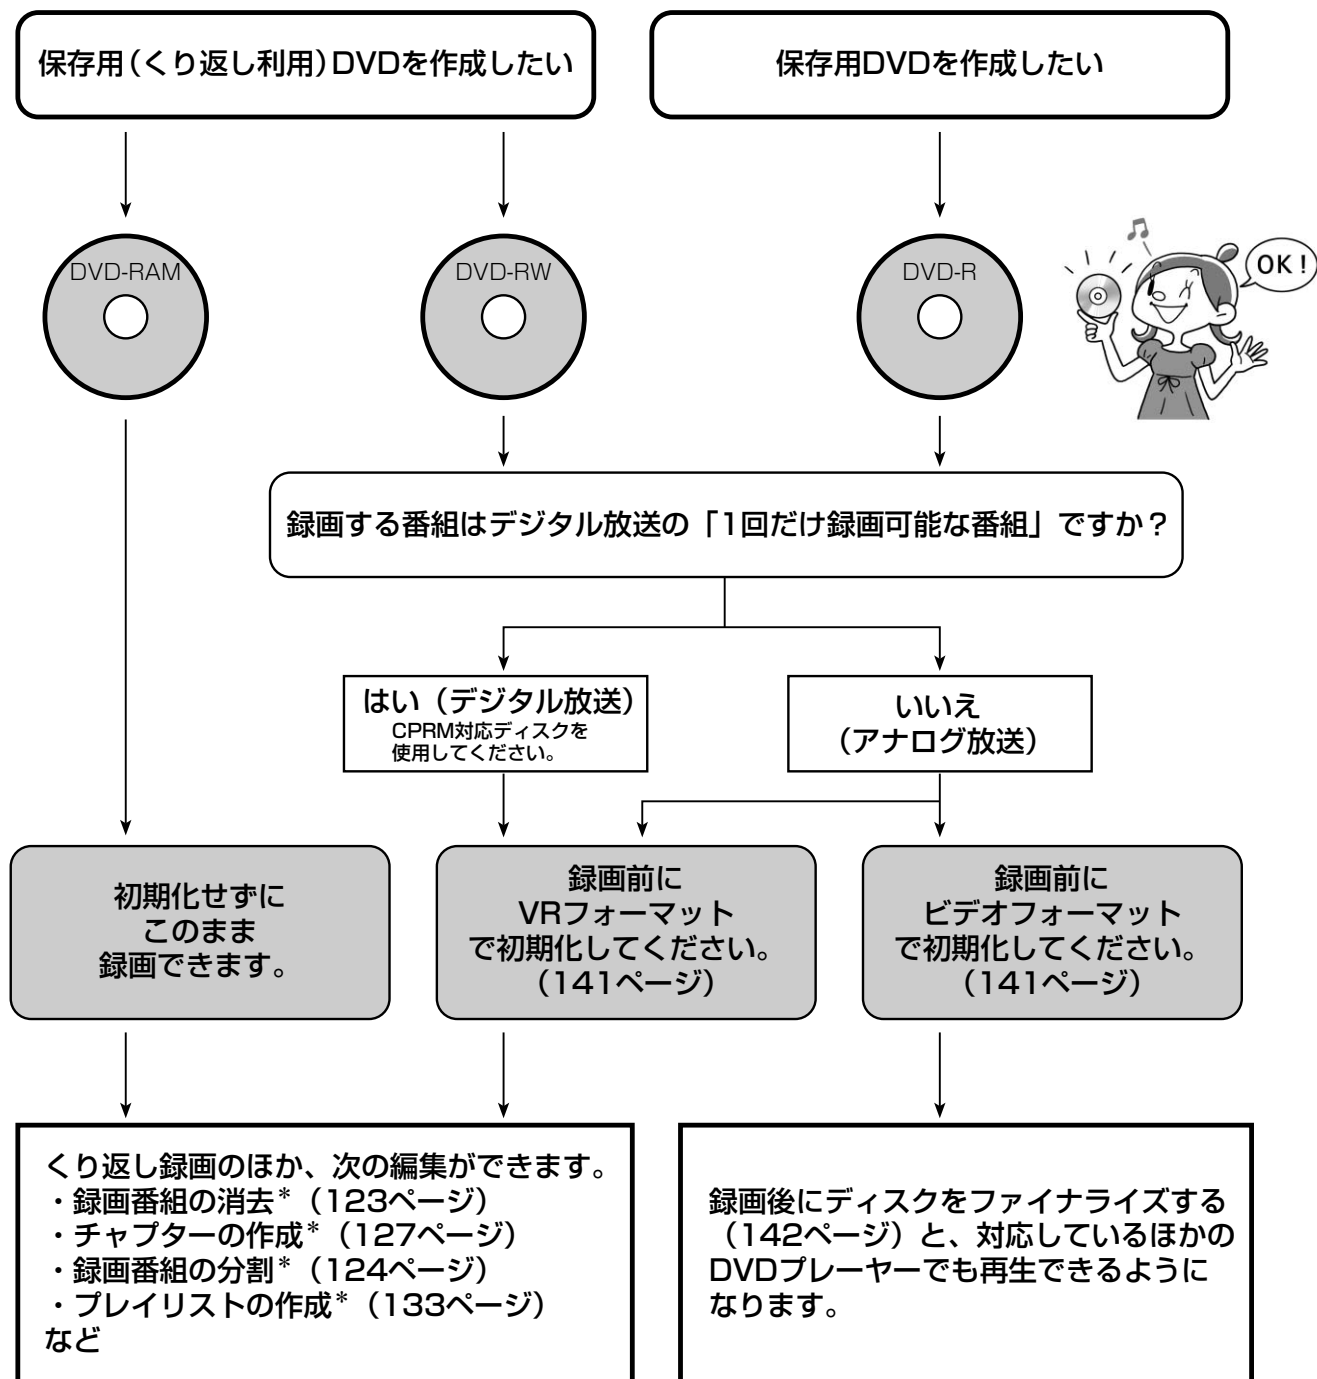 保存用（くり返し利用）DVDを作成したい
保存用DVDを作成したい
DVD-RAM
DVD-RW
DVD-R
OK！
録画する番組はデジタル放送の「1回だけ録画可能な番組」ですか？
はい（デジタル放送）
CPRM対応ディスクを
使用してください。
いいえ
（アナログ放送）
初期化せずに
このまま
録画できます。
録画前に
VRフォーマット
で初期化してください。
（141ページ）
録画前に
ビデオフォーマット
で初期化してください。
（141ページ）
くり返し録画のほか、次の編集ができます。
・録画番組の消去＊（123ページ）
・チャプターの作成＊（127ページ）
・録画番組の分割＊（124ページ）
・プレイリストの作成＊（133ページ）
など
録画後にディスクをファイナライズする
（142ページ）と、対応しているほかの
DVDプレーヤーでも再生できるように
なります。